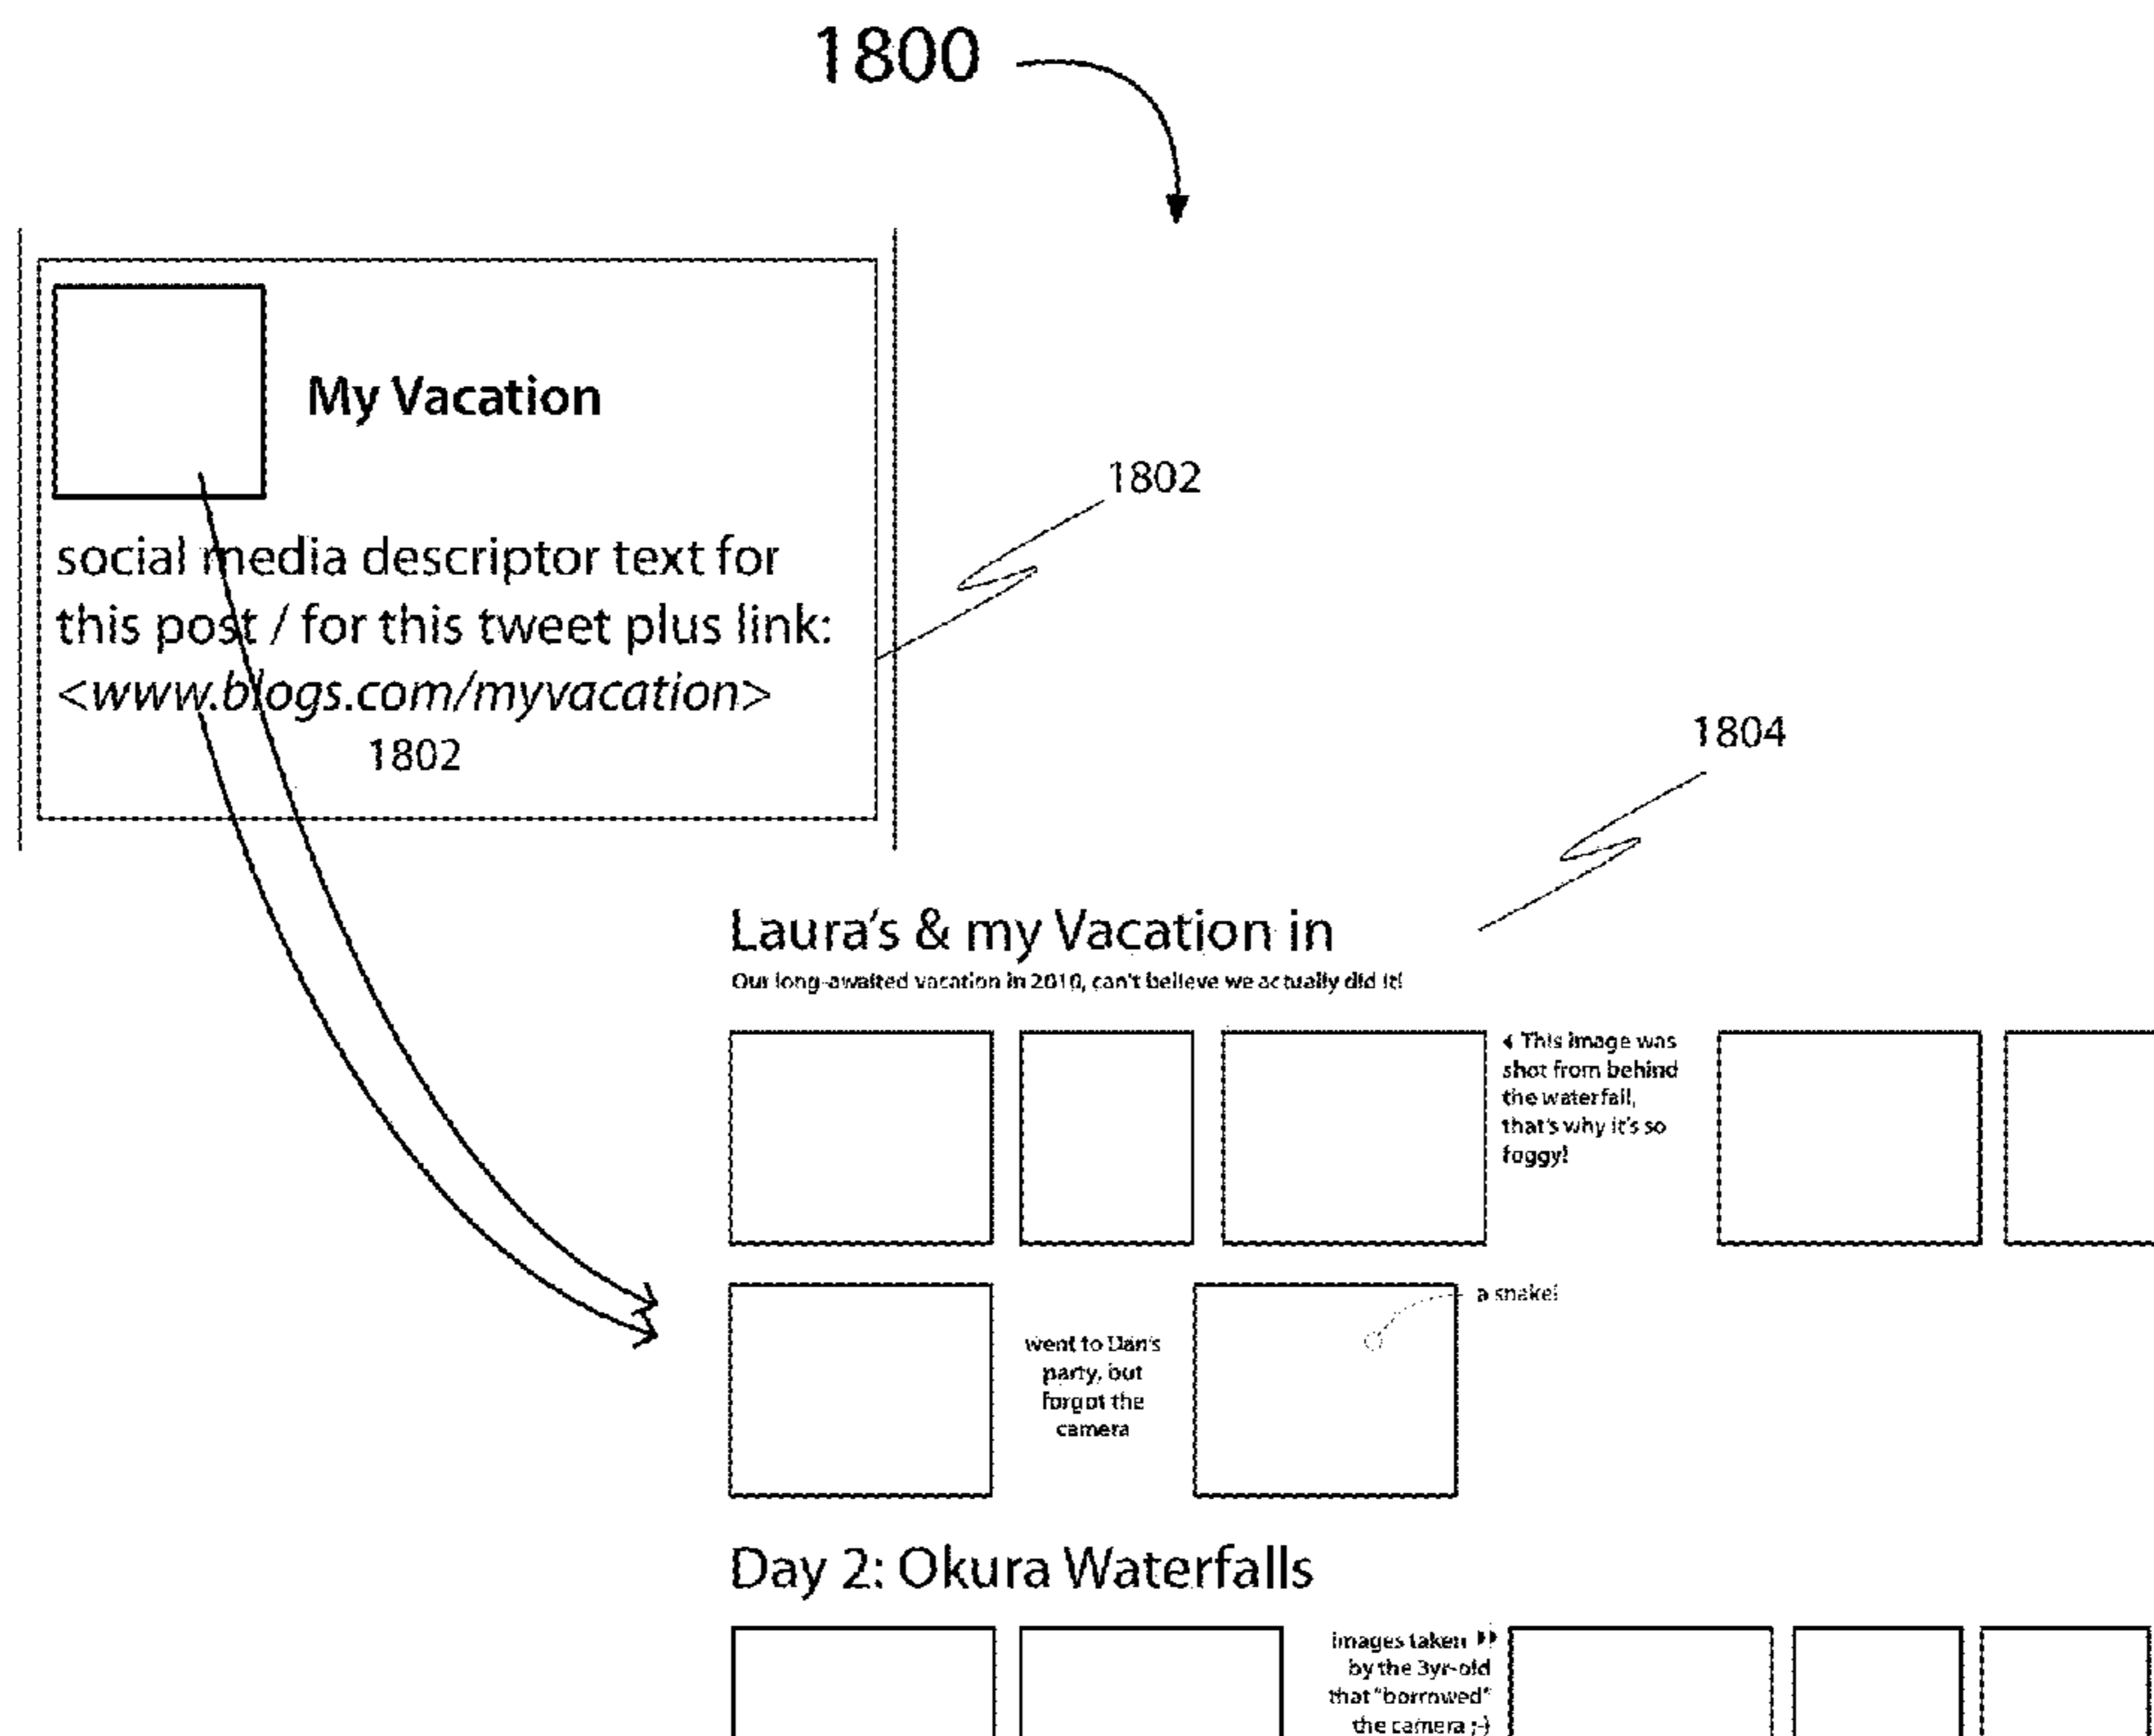 1800
My Vacation
1802
social media descriptor text for
this post / for this tweet plus link:
<www.blogs.com/myvacation>
1802
1804
Laura's & my Vacation in
Our long-awaited vacation in 2010, can't believe we actually did it!
This image was
shot from behind
the waterfall,
that's why it's so
foggy!
a snake!
went to Dan's
party, but
forgot the
camera
Day 2: Okura Waterfalls
images taken
by the 3yr-old
that "borrowed"
the camera ;-)